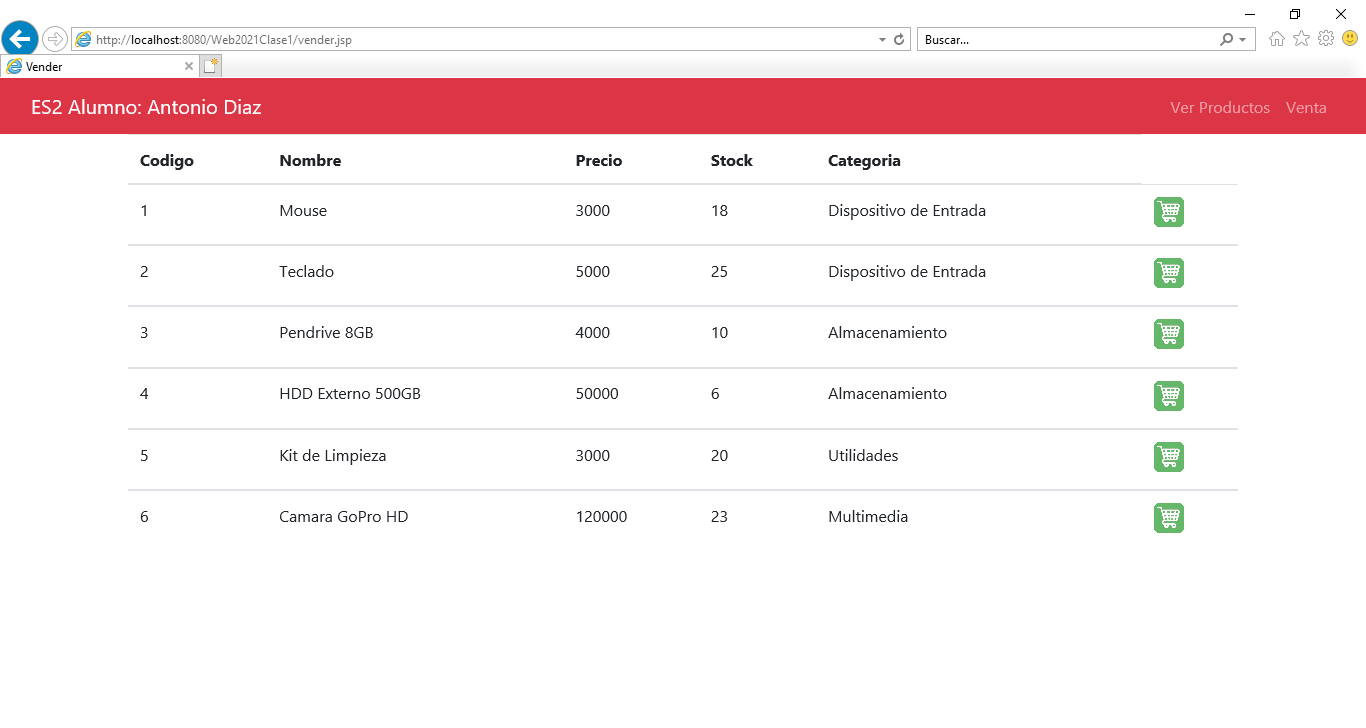 http://localhost:8080/Web2021Clase1/vender.jsp
Buscar...
Vender
ES2 Alumno: Antonio Diaz
Ver Productos Venta
Codigo Nombre Precio Stock Categoria
1 Mouse 3000 18 Dispositivo de Entrada
2 Teclado 5000 25 Dispositivo de Entrada
3 Pendrive 8GB 4000 10 Almacenamiento
4 HDD Externo 500GB 50000 6 Almacenamiento
5 Kit de Limpieza 3000 20 Utilidades
6 Camara GoPro HD 120000 23 Multimedia